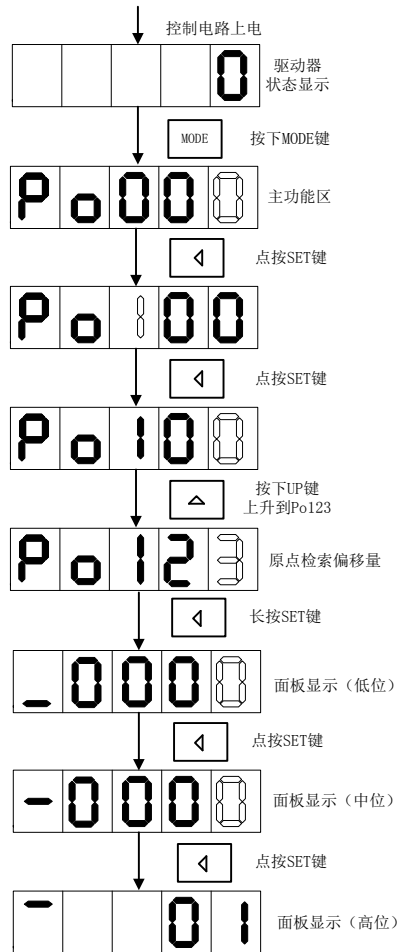 控制电路上电
0
驱动器
状态显示
MODE
按下MODE键
Po000
主功能区
点按SET键
Po100
点按SET键
Po100
按下UP键
上升到Po123
Po123
原点检索偏移量
长按SET键
_0000
面板显示（低位）
点按SET键
-0000
面板显示（中位）
点按SET键
‾ 01
面板显示（高位）